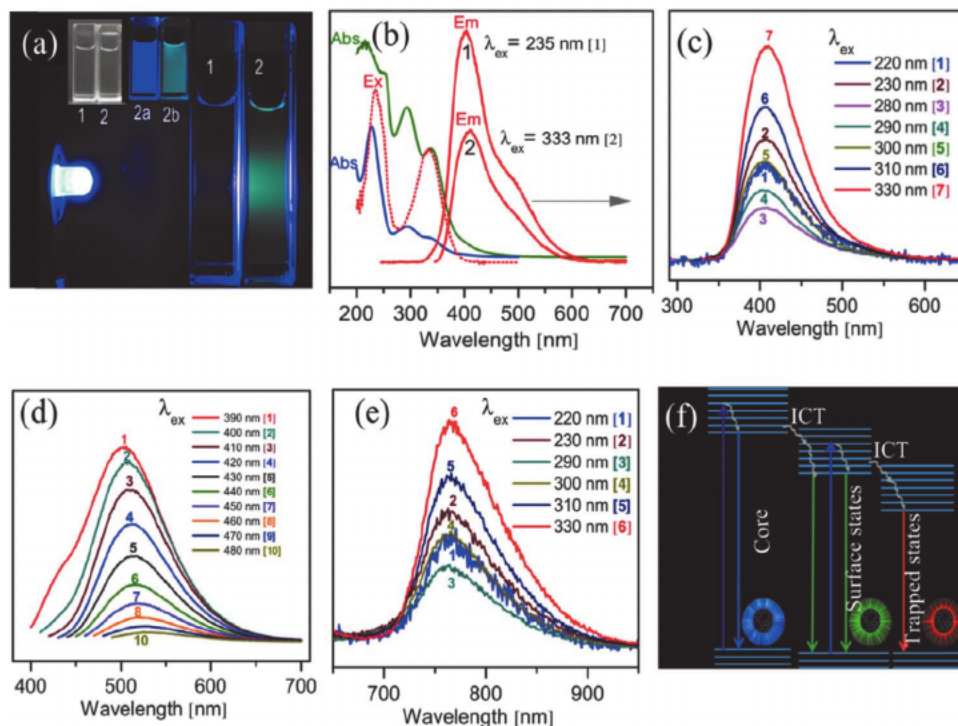 (a)
1 2
2a 2b
1 2
(b)
Abs
Em
λex = 235 nm [1]
1
Ex
Em
λex = 333 nm [2]
2
Abs
200 300 400 500 600 700
Wavelength [nm]
(c)
λex
7
220 nm [1]
230 nm [2]
280 nm [3]
290 nm [4]
300 nm [5]
310 nm [6]
330 nm [7]
6
2
5
1
4
3
300 400 500 600
Wavelength [nm]
(d)
λex
390 nm [1]
400 nm [2]
410 nm [3]
420 nm [4]
430 nm [5]
440 nm [6]
450 nm [7]
460 nm [8]
470 nm [9]
480 nm [10]
1
2
3
4
5
6
7
8
10
400 500 600 700
Wavelength [nm]
(e)
λex
6
220 nm [1]
230 nm [2]
290 nm [3]
300 nm [4]
310 nm [5]
330 nm [6]
5
2
4
1
3
700 800 900
Wavelength [nm]
(f)
ICT
ICT
Core
Surface states
Trapped states